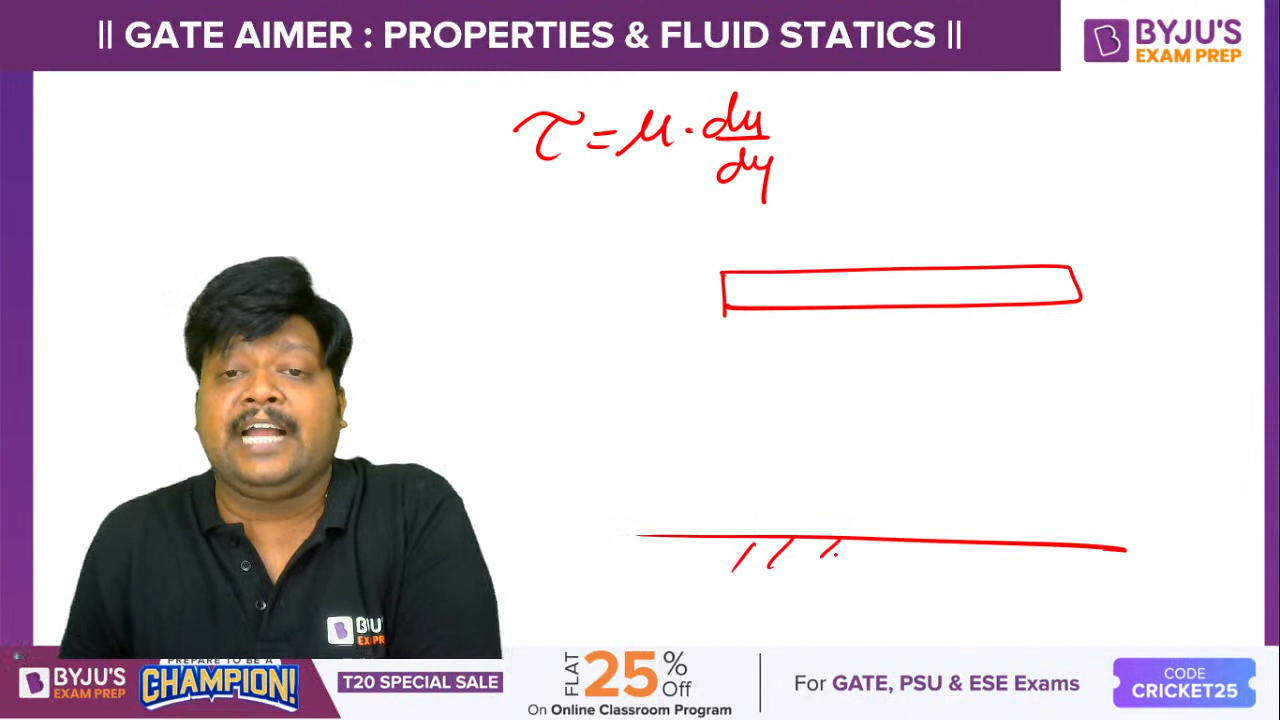 || GATE AIMER : PROPERTIES & FLUID STATICS ||
BYJU'S
EXAM PREP
τ = μ · du/dy
BYJU'S
EXAM PREP
PREPARE TO BE A
CHAMPION!
T20 SPECIAL SALE
FLAT 25% Off
On Online Classroom Program
For GATE, PSU & ESE Exams
CODE
CRICKET25